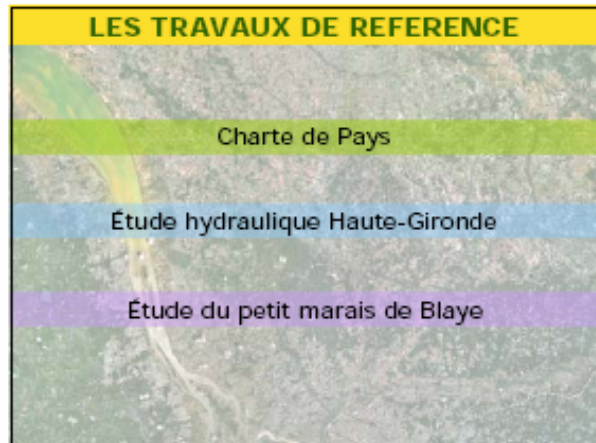 LES TRAVAUX DE REFERENCE
Charte de Pays
Étude hydraulique Haute-Gironde
Étude du petit marais de Blaye